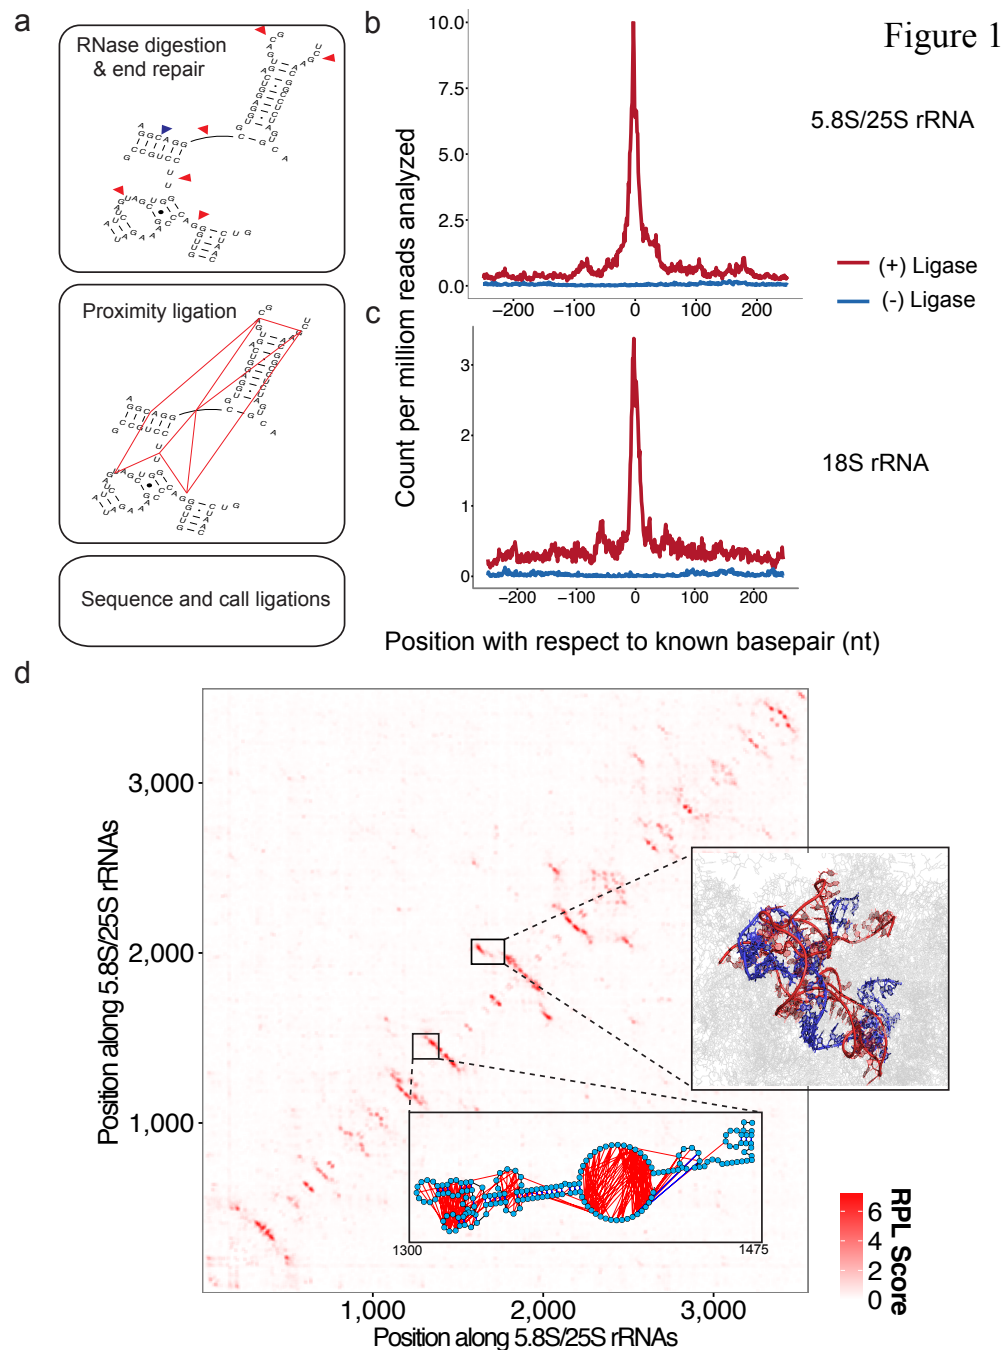 Figure 1
a
RNase digestion
& end repair
Proximity ligation
Sequence and call ligations
b
10.0
7.5
5.0
2.5
0.0
−200 −100 0 100 200
5.8S/25S rRNA
(+) Ligase
(-) Ligase
c
3
2
1
0
−200 −100 0 100 200
18S rRNA
Count per million reads analyzed
Position with respect to known basepair (nt)
d
3,000
2,000
1,000
Position along 5.8S/25S rRNAs
1,000 2,000 3,000
Position along 5.8S/25S rRNAs
1300 1475
RPL Score
6
4
2
0